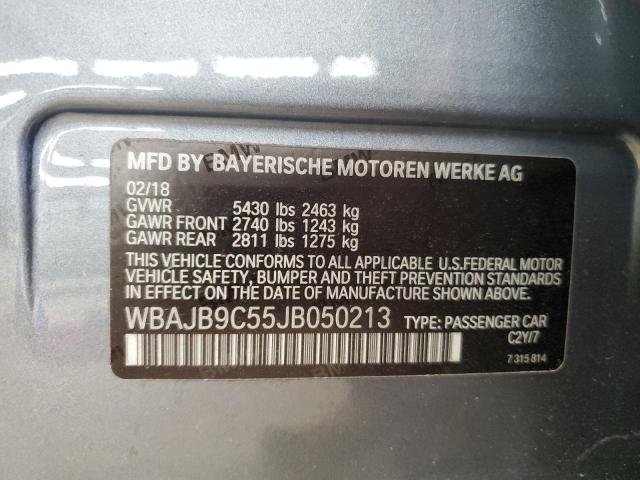 MFD BY BAYERISCHE MOTOREN WERKE AG
02/18
GVWR 5430 lbs 2463 kg
GAWR FRONT 2740 lbs 1243 kg
GAWR REAR 2811 lbs 1275 kg
THIS VEHICLE CONFORMS TO ALL APPLICABLE U.S.FEDERAL MOTOR
VEHICLE SAFETY, BUMPER AND THEFT PREVENTION STANDARDS
IN EFFECT ON THE DATE OF MANUFACTURE SHOWN ABOVE.
WBAJB9C55JB050213 TYPE: PASSENGER CAR
C2Y/7
7 315 814